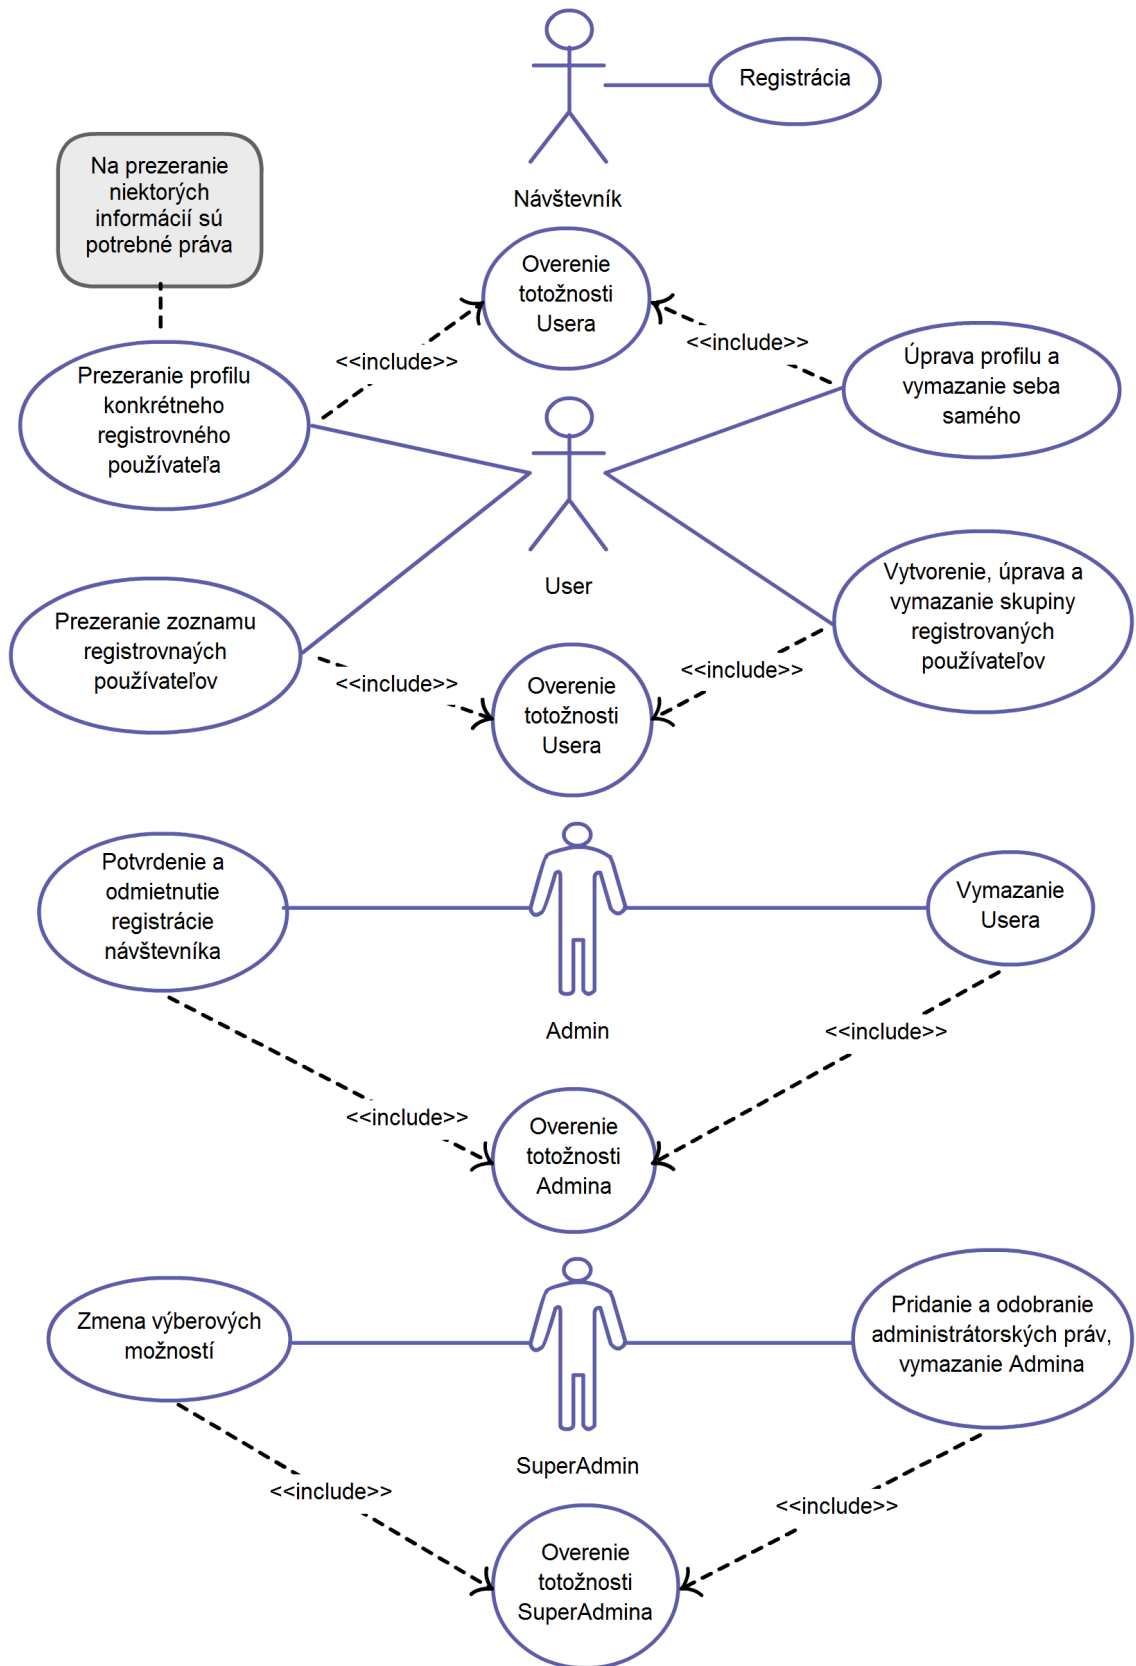 Registrácia
Návštevník
Na prezeranie
niektorých
informácií sú
potrebné práva
Overenie
totožnosti
Usera
<<include>>
<<include>>
Prezeranie profilu
konkrétneho
registrovného
používateľa
Úprava profilu a
vymazanie seba
samého
User
Prezeranie zoznamu
registrovnaých
používateľov
Vytvorenie, úprava a
vymazanie skupiny
registrovaných
používateľov
<<include>>
<<include>>
Overenie
totožnosti
Usera
Potvrdenie a
odmietnutie
registrácie
návštevníka
Vymazanie
Usera
Admin
<<include>>
<<include>>
Overenie
totožnosti
Admina
Zmena výberových
možností
Pridanie a odobranie
administrátorských práv,
vymazanie Admina
SuperAdmin
<<include>>
<<include>>
Overenie
totožnosti
SuperAdmina